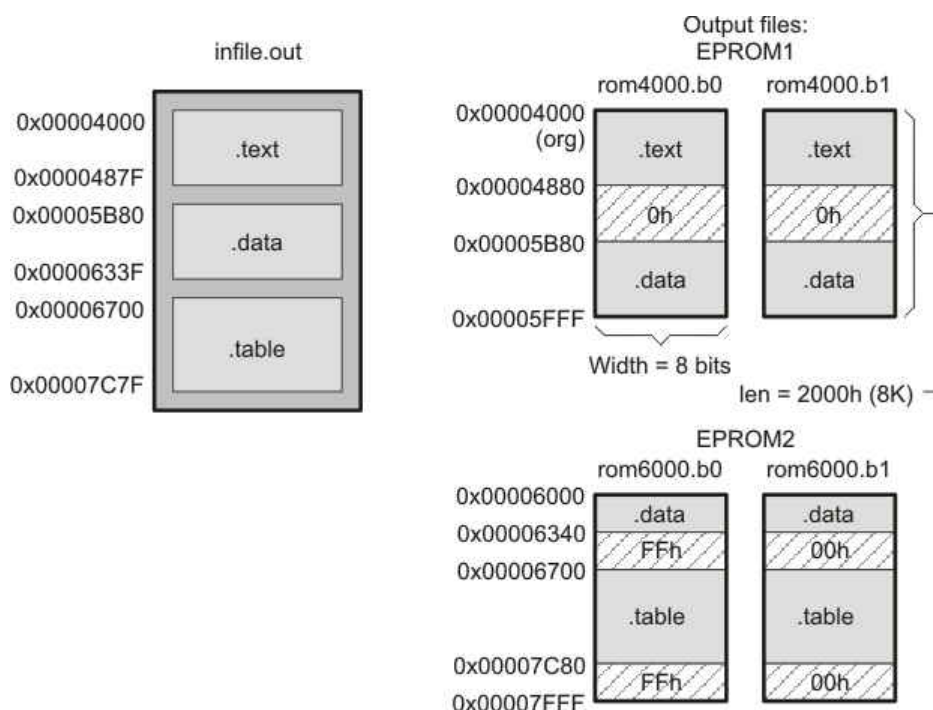 infile.out
0x00004000
.text
0x0000487F
0x00005B80
.data
0x0000633F
0x00006700
.table
0x00007C7F
Output files:
EPROM1
rom4000.b0 rom4000.b1
0x00004000
(org)
.text .text
0x00004880
0h 0h
0x00005B80
.data .data
0x00005FFF
Width = 8 bits
len = 2000h (8K)
EPROM2
rom6000.b0 rom6000.b1
0x00006000
.data .data
0x00006340
FFh 00h
0x00006700
.table .table
0x00007C80
FFh 00h
0x00007FFF